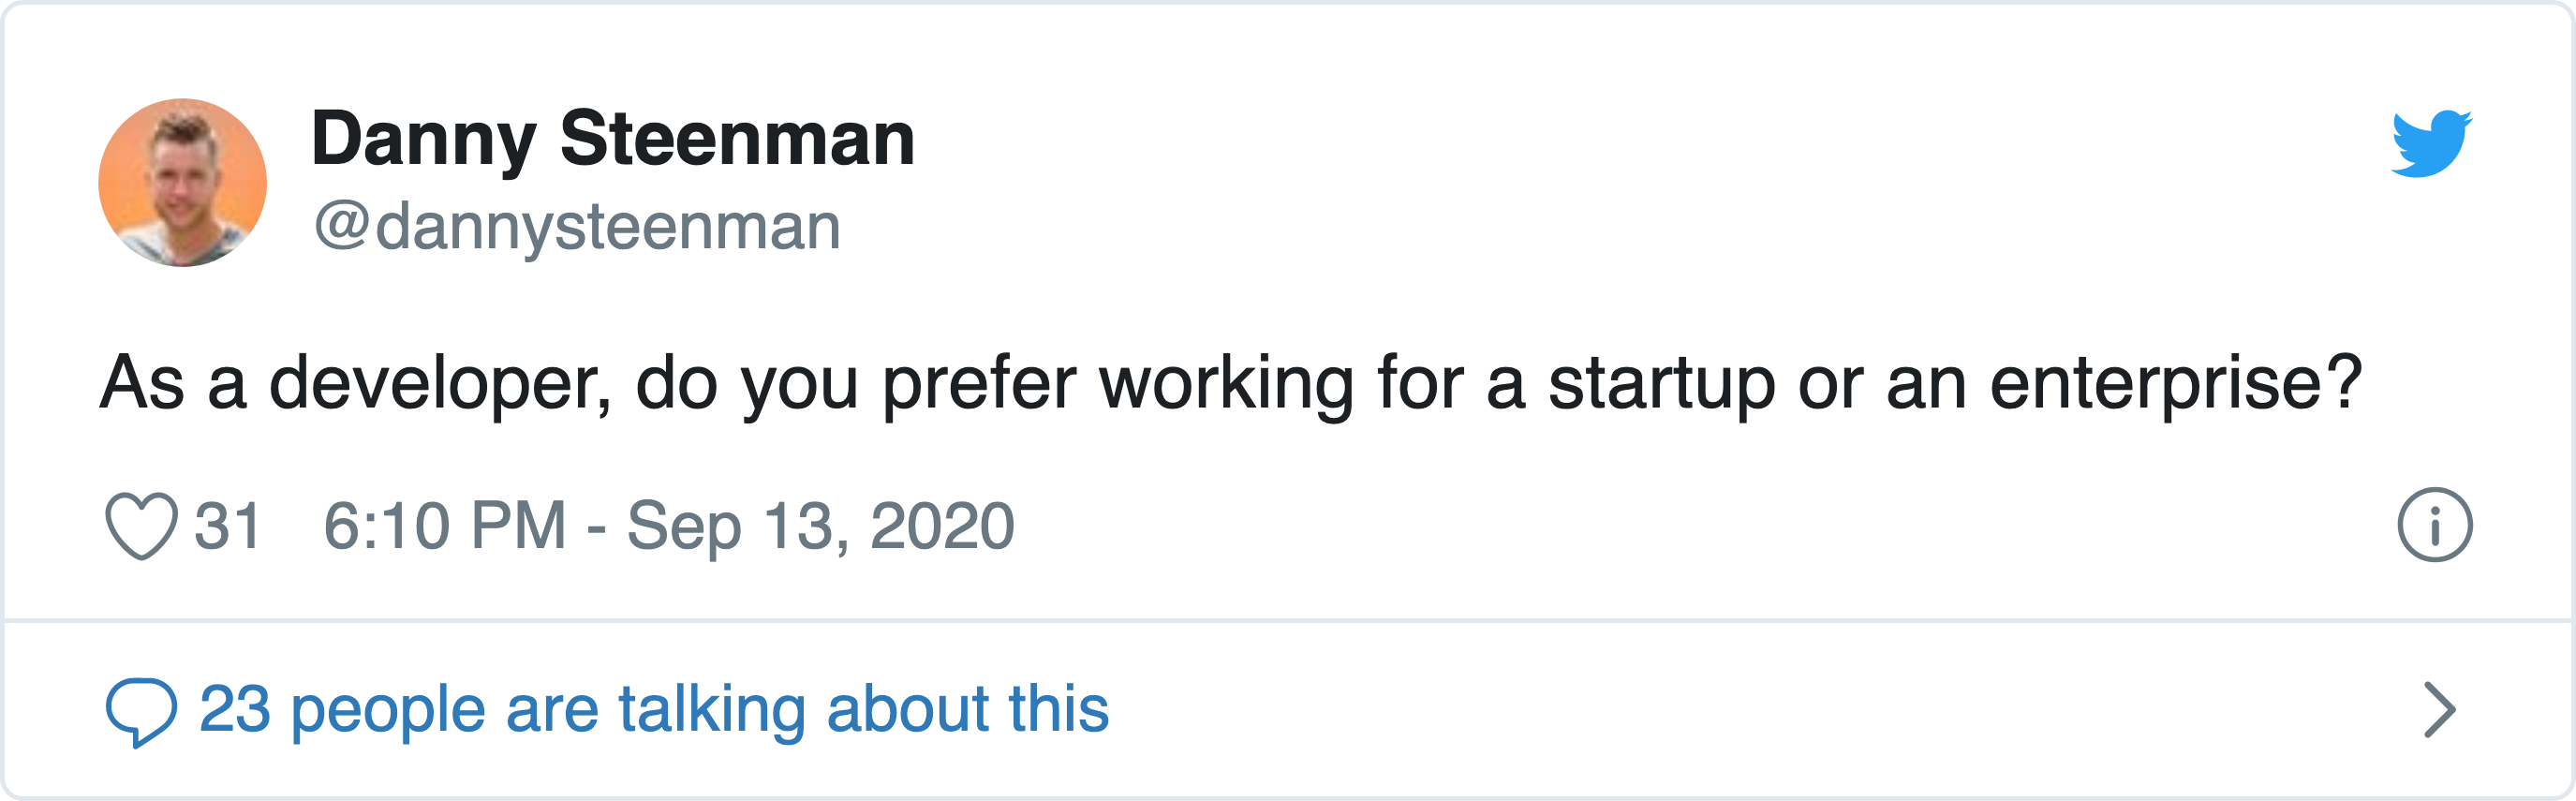 Danny Steenman
@dannysteenman
As a developer, do you prefer working for a startup or an enterprise?
31 6:10 PM - Sep 13, 2020
23 people are talking about this